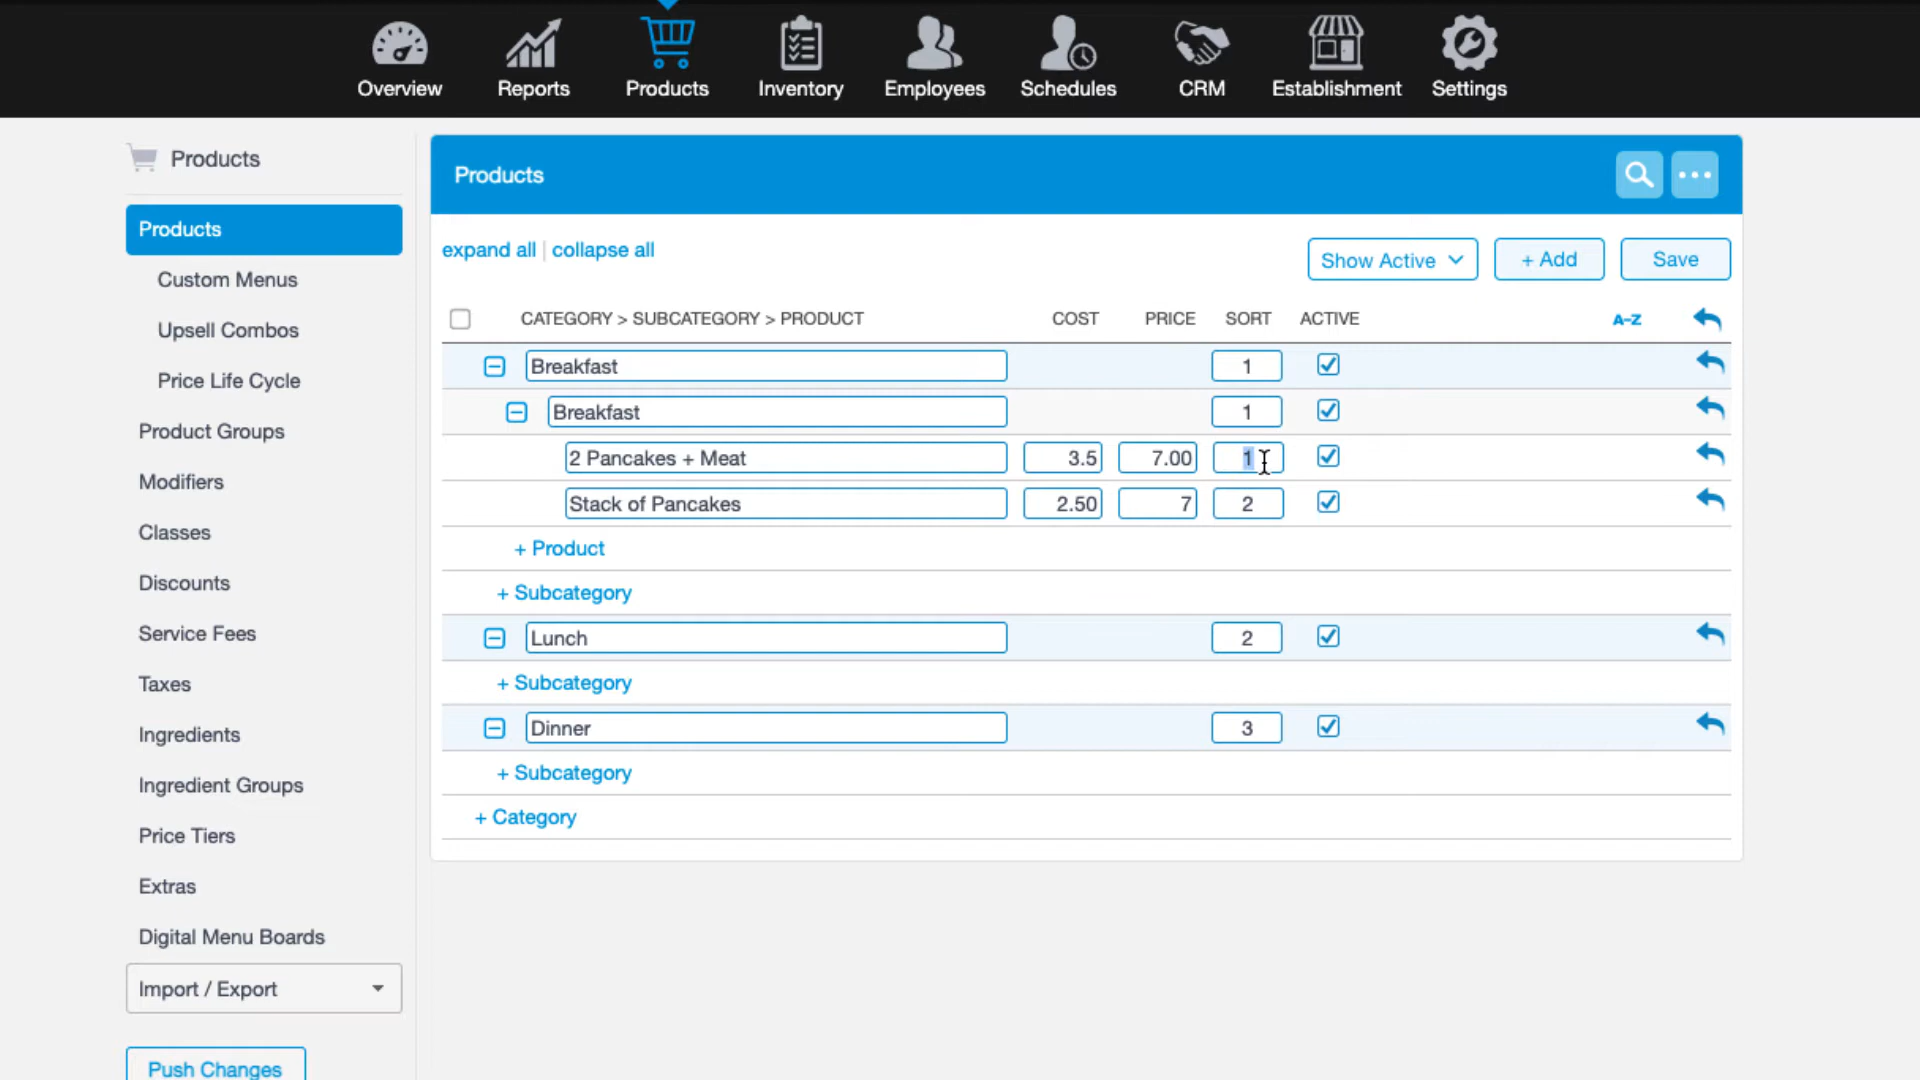 Overview Reports Products Inventory Employees Schedules CRM Establishment Settings
Products
Products
Custom Menus
Upsell Combos
Price Life Cycle
Product Groups
Modifiers
Classes
Discounts
Service Fees
Taxes
Ingredients
Ingredient Groups
Price Tiers
Extras
Digital Menu Boards
Import / Export
Push Changes
Products
expand all | collapse all
Show Active + Add Save
CATEGORY > SUBCATEGORY > PRODUCT COST PRICE SORT ACTIVE A-Z
Breakfast 1
Breakfast 1
2 Pancakes + Meat 3.5 7.00 1
Stack of Pancakes 2.50 7 2
+ Product
+ Subcategory
Lunch 2
+ Subcategory
Dinner 3
+ Subcategory
+ Category